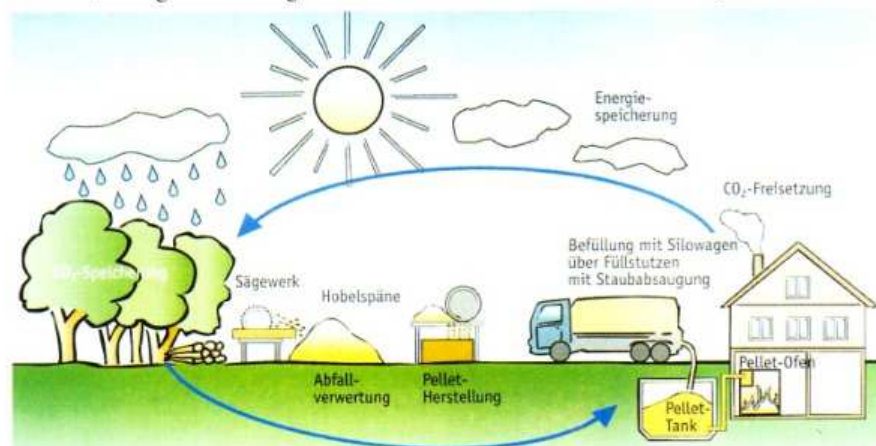 Energie-
speicherung
CO₂-Freisetzung
Befüllung mit Silowagen
über Füllstutzen
mit Staubabsaugung
CO₂-Speicherung
Sägewerk
Hobelspäne
Pellet-Ofen
Abfall-
verwertung
Pellet-
Herstellung
Pellet-
Tank